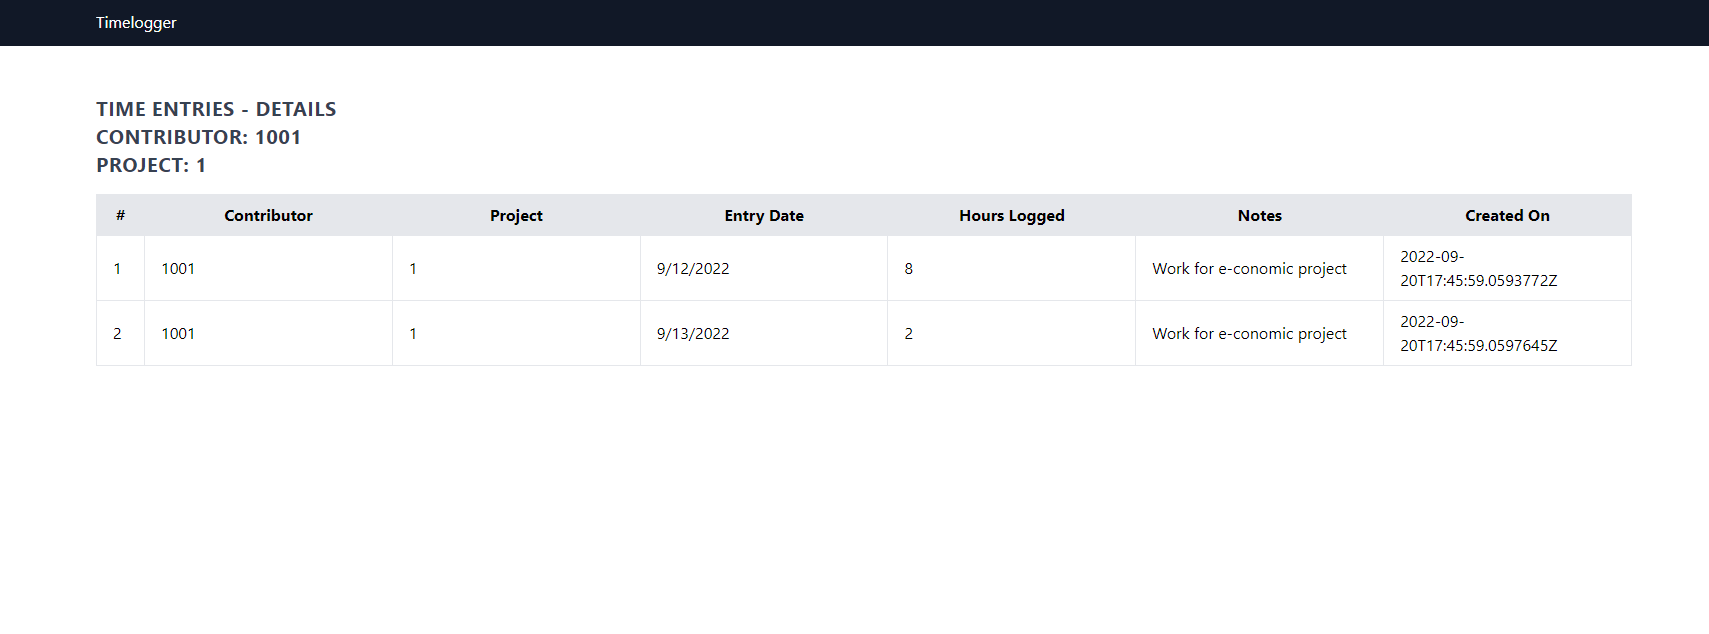 Timelogger
TIME ENTRIES - DETAILS
CONTRIBUTOR: 1001
PROJECT: 1
# Contributor Project Entry Date Hours Logged Notes Created On
1 1001 1 9/12/2022 8 Work for e-conomic project 2022-09-
20T17:45:59.0593772Z
2 1001 1 9/13/2022 2 Work for e-conomic project 2022-09-
20T17:45:59.0597645Z